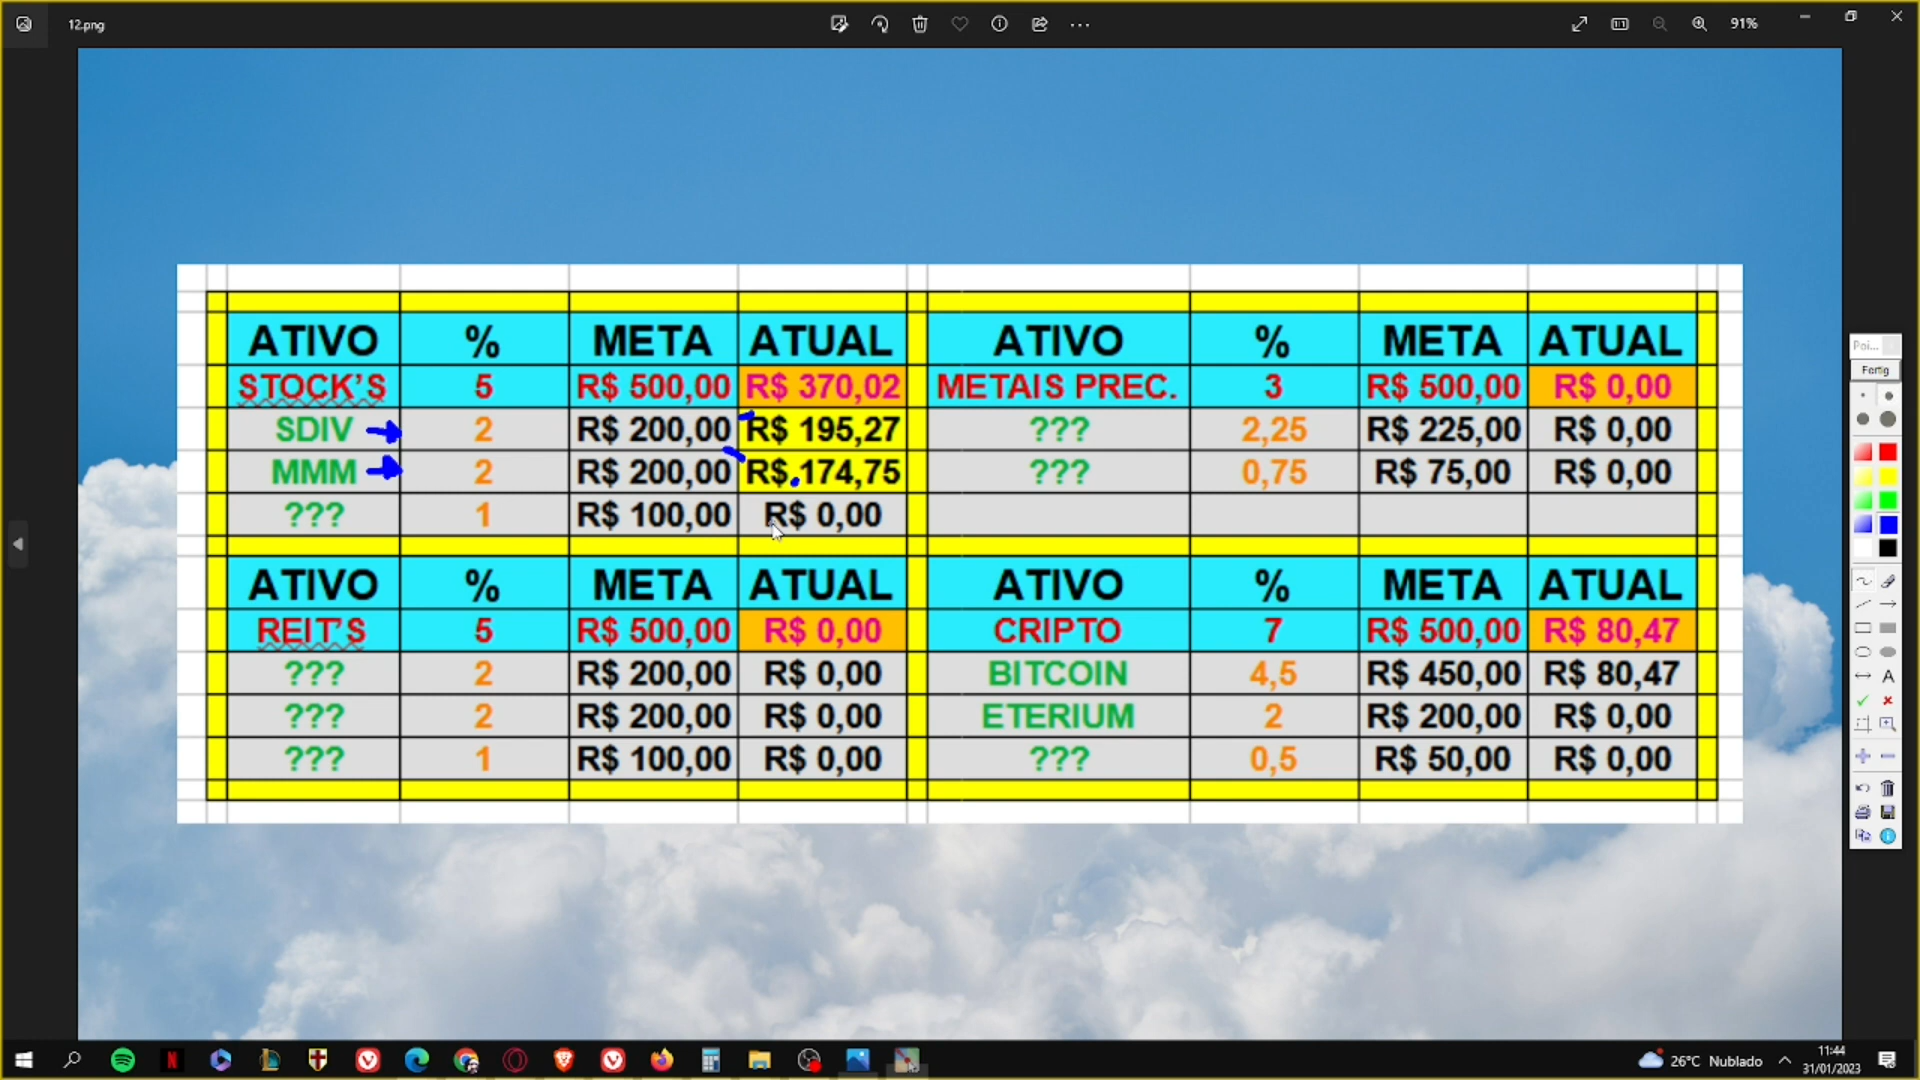 12.png
91%
ATIVO % META ATUAL ATIVO % META ATUAL
STOCK'S 5 R$ 500,00 R$ 370,02 METAIS PREC. 3 R$ 500,00 R$ 0,00
SDIV 2 R$ 200,00 R$ 195,27 ??? 2,25 R$ 225,00 R$ 0,00
MMM 2 R$ 200,00 R$ 174,75 ??? 0,75 R$ 75,00 R$ 0,00
??? 1 R$ 100,00 R$ 0,00
ATIVO % META ATUAL ATIVO % META ATUAL
REIT'S 5 R$ 500,00 R$ 0,00 CRIPTO 7 R$ 500,00 R$ 80,47
??? 2 R$ 200,00 R$ 0,00 BITCOIN 4,5 R$ 450,00 R$ 80,47
??? 2 R$ 200,00 R$ 0,00 ETERIUM 2 R$ 200,00 R$ 0,00
??? 1 R$ 100,00 R$ 0,00 ??? 0,5 R$ 50,00 R$ 0,00
Poi...
Fertig
A
26°C Nublado
11:44
31/01/2023